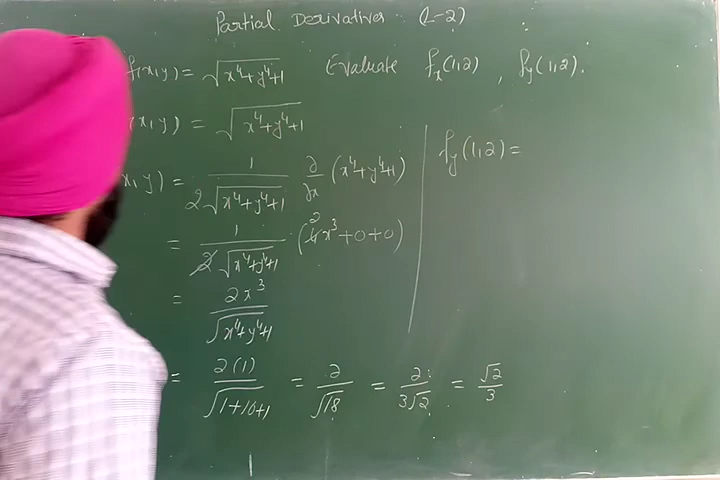 Partial Derivatives (L-2)
f(x,y) = √(x⁴+y⁴+1) Evaluate fx(1,2), fy(1,2).
(x,y) = √(x⁴+y⁴+1)
x,y) = 1/(2√(x⁴+y⁴+1)) ∂/∂x (x⁴+y⁴+1)
= 1/(2√(x⁴+y⁴+1)) (4x³+0+0) 2
= 2x³/√(x⁴+y⁴+1)
= 2(1)/√(1+16+1) = 2/√18 = 2/(3√2) = √2/3
fy(1,2) =